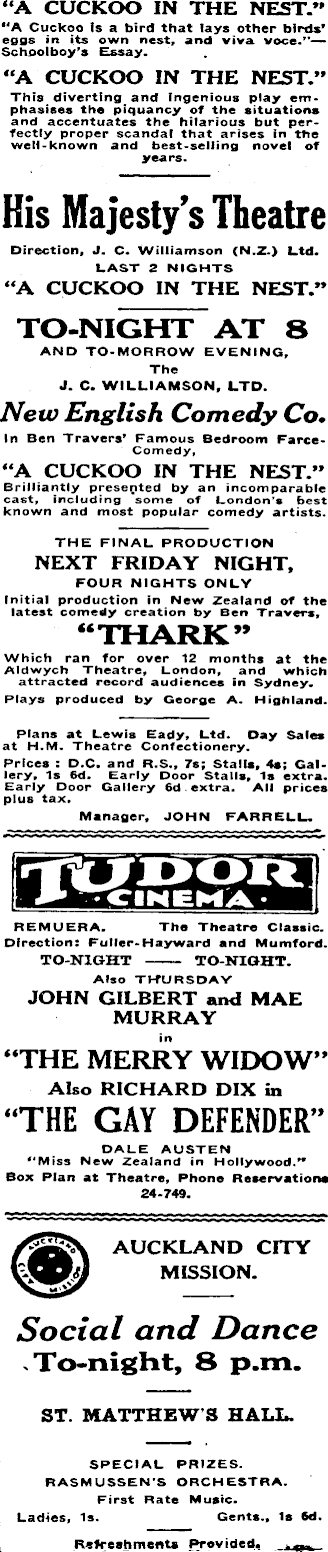 "A CUCKOO IN THE NEST."
"A Cuckoo is a bird that lays other birds'
eggs in its own nest, and viva voce."—
Schoolboy's Essay.
"A CUCKOO IN THE NEST."
This diverting and ingenious play em-
phasises the piquancy of the situations
and accentuates the hilarious but per-
fectly proper scandal that arises in the
well-known and best-selling novel of
years.
His Majesty's Theatre
Direction, J. C. Williamson (N.Z.) Ltd.
LAST 2 NIGHTS
"A CUCKOO IN THE NEST."
TO-NIGHT AT 8
AND TO-MORROW EVENING,
The
J. C. WILLIAMSON, LTD.
New English Comedy Co.
In Ben Travers' Famous Bedroom Farce-
Comedy,
"A CUCKOO IN THE NEST."
Brilliantly presented by an incomparable
cast, including some of London's best
known and most popular comedy artists.
THE FINAL PRODUCTION
NEXT FRIDAY NIGHT,
FOUR NIGHTS ONLY
Initial production in New Zealand of the
latest comedy creation by Ben Travers,
"THARK"
Which ran for over 12 months at the
Aldwych Theatre, London, and which
attracted record audiences in Sydney.
Plays produced by George A. Highland.
Plans at Lewis Eady, Ltd. Day Sales
at H.M. Theatre Confectionery.
Prices: D.C. and R.S., 7s; Stalls, 4s; Gal-
lery, 1s 6d. Early Door Stalls, 1s extra.
Early Door Gallery 6d extra. All prices
plus tax.
Manager, JOHN FARRELL.
TUDOR
CINEMA
REMUERA. The Theatre Classic.
Direction: Fuller-Hayward and Mumford.
TO-NIGHT —— TO-NIGHT.
Also THURSDAY
JOHN GILBERT and MAE
MURRAY
in
"THE MERRY WIDOW"
Also RICHARD DIX in
"THE GAY DEFENDER"
DALE AUSTEN
"Miss New Zealand in Hollywood."
Box Plan at Theatre, Phone Reservations
24-749.
AUCKLAND
CITY MISSION
AUCKLAND CITY
MISSION.
Social and Dance
To-night, 8 p.m.
ST. MATTHEW'S HALL.
SPECIAL PRIZES.
RASMUSSEN'S ORCHESTRA.
First Rate Music.
Ladies, 1s. Gents., 1s 6d.
Refreshments Provided.